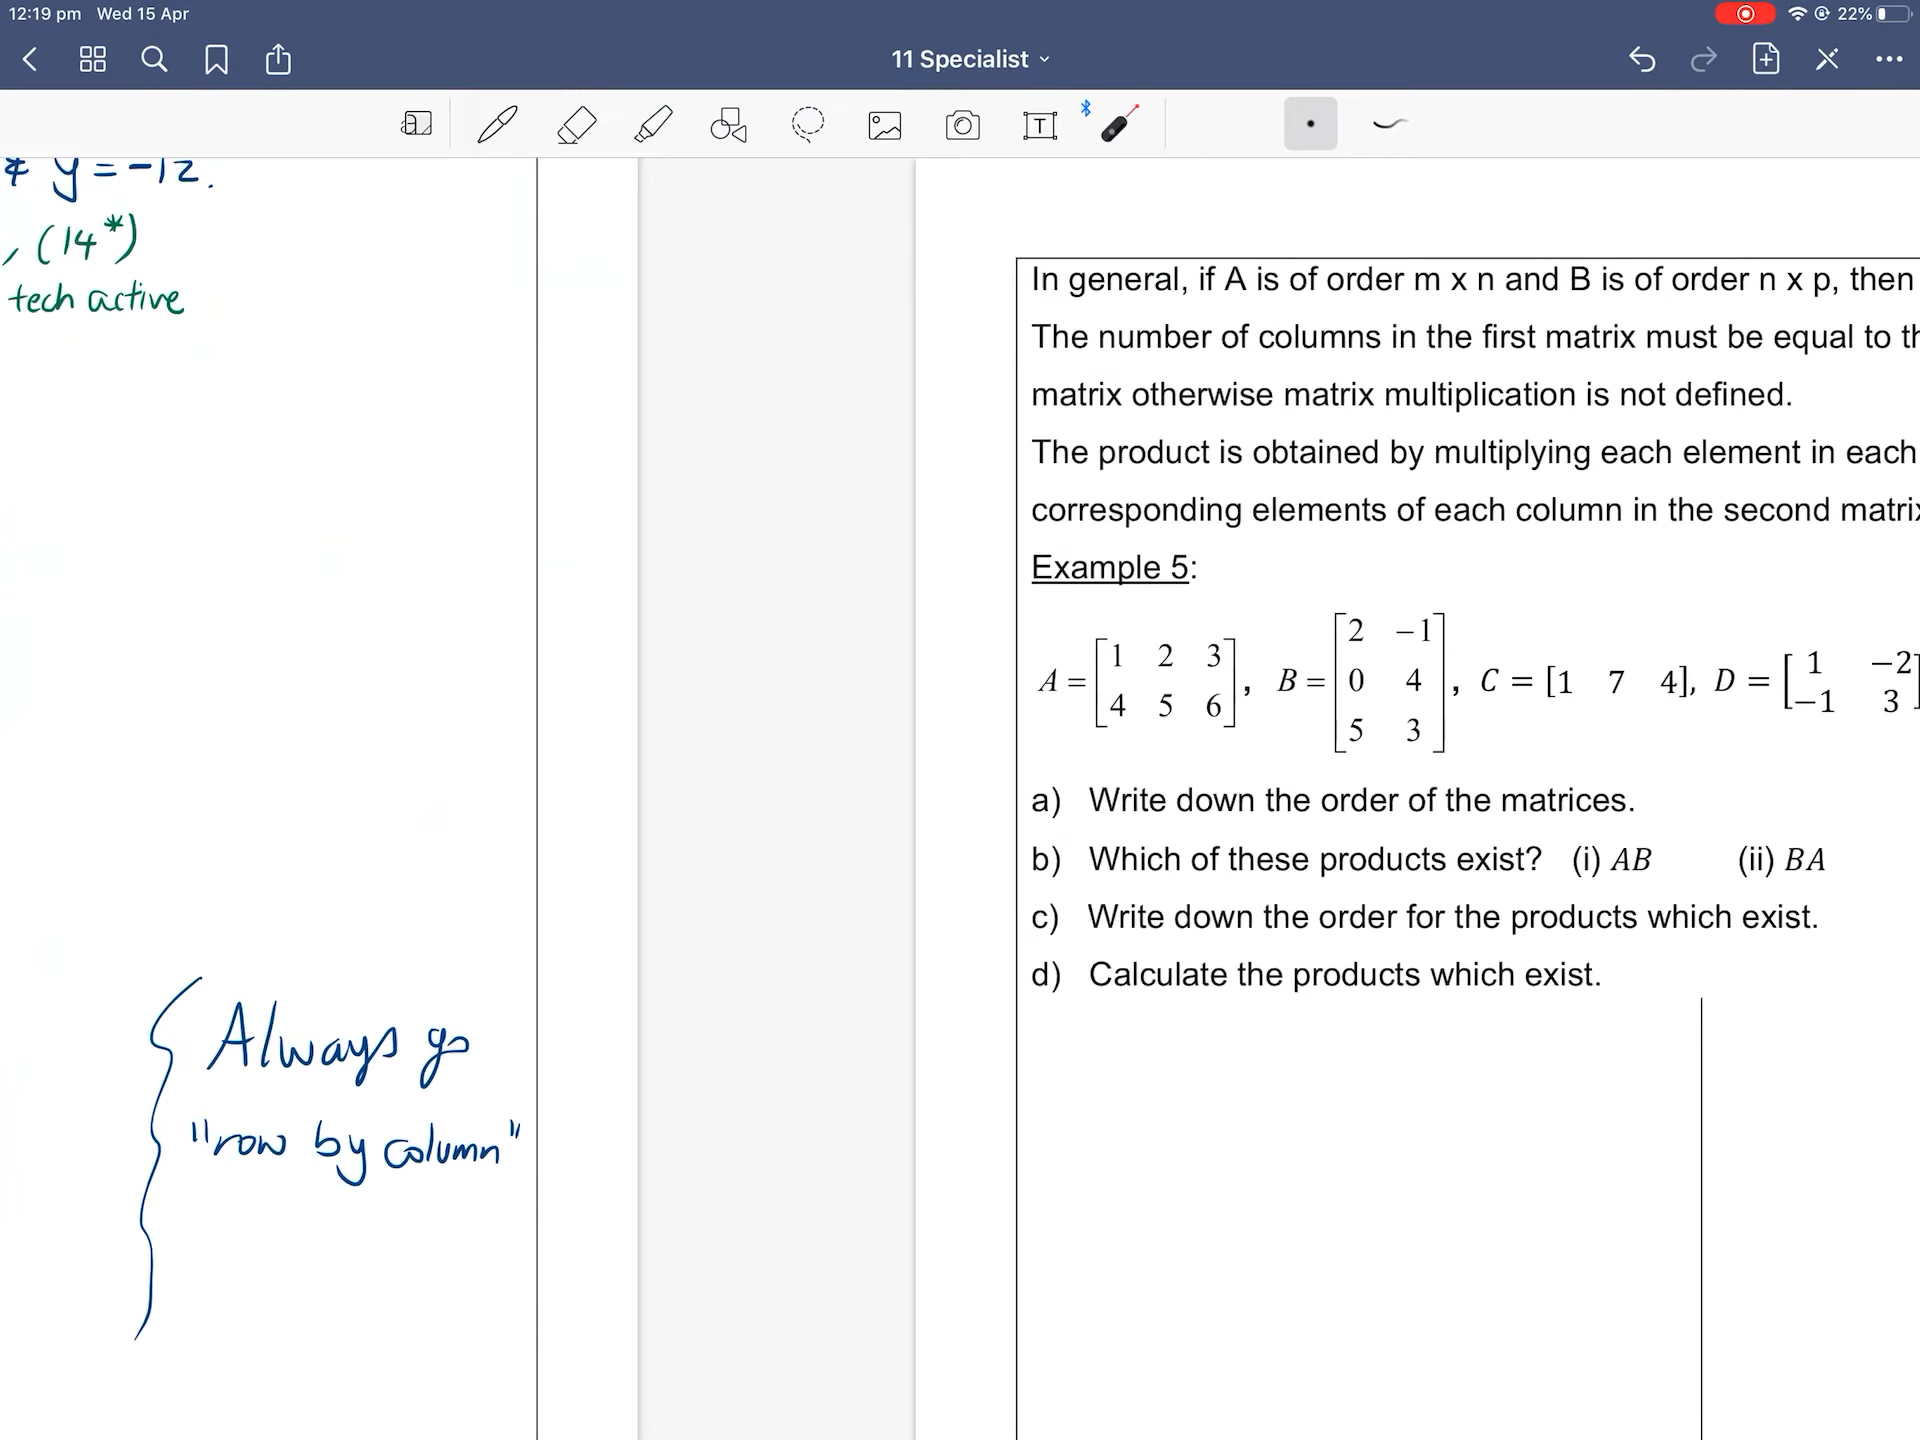 12:19 pm Wed 15 Apr
22%
11 Specialist
y = -12.
, (14*)
tech active
Always go
"row by column"
In general, if A is of order m x n and B is of order n x p, then
The number of columns in the first matrix must be equal to th
matrix otherwise matrix multiplication is not defined.
The product is obtained by multiplying each element in each
corresponding elements of each column in the second matrix
Example 5:
A = [1 2 3
4 5 6], B = [2 −1
0 4
5 3], C = [1 7 4], D = [1 −2
−1 3]
a) Write down the order of the matrices.
b) Which of these products exist? (i) AB (ii) BA
c) Write down the order for the products which exist.
d) Calculate the products which exist.